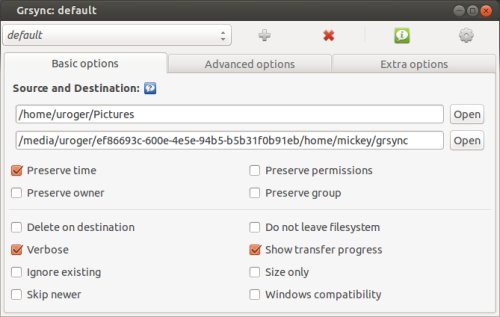 Grsync: default
default
Basic options Advanced options Extra options
Source and Destination: ?
/home/uroger/Pictures Open
/media/uroger/ef86693c-600e-4e5e-94b5-b5b31f0b91eb/home/mickey/grsync Open
Preserve time Preserve permissions
Preserve owner Preserve group
Delete on destination Do not leave filesystem
Verbose Show transfer progress
Ignore existing Size only
Skip newer Windows compatibility